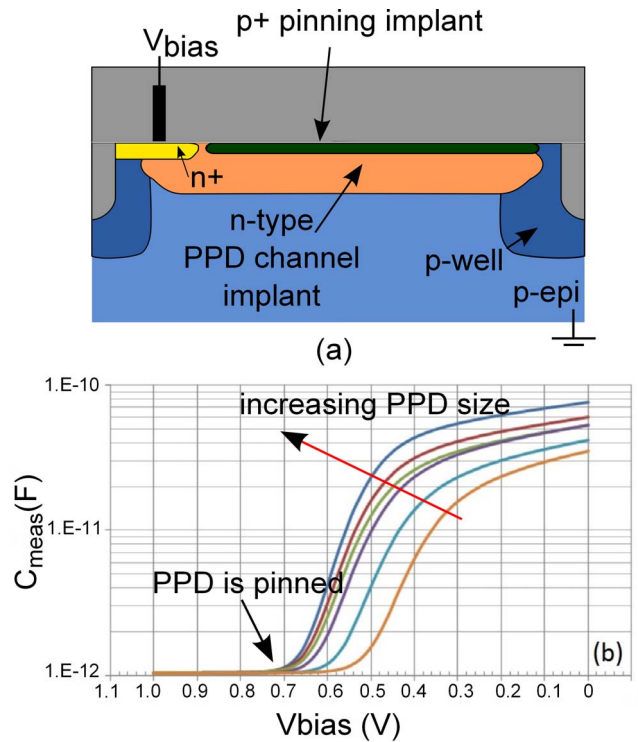 p+ pinning implant
Vbias
n+
n-type
PPD channel
implant
p-well
p-epi
(a)
1.E-10
increasing PPD size
1.E-11
Cmeas(F)
PPD is pinned
(b)
1.E-12
1.1 1.0 0.9 0.8 0.7 0.6 0.5 0.4 0.3 0.2 0.1 0
Vbias (V)